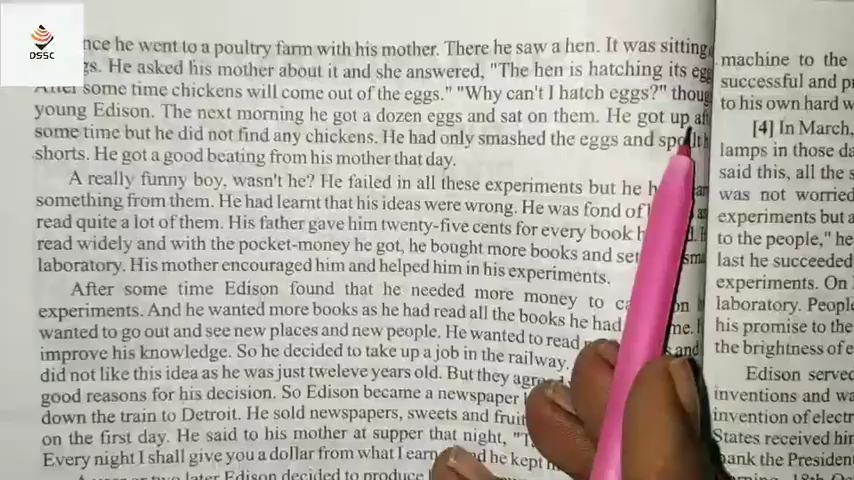 DSSC
nce he went to a poultry farm with his mother. There he saw a hen. It was sitting
gs. He asked his mother about it and she answered, "The hen is hatching its egg
After some time chickens will come out of the eggs." "Why can't I hatch eggs?" thoug
young Edison. The next morning he got a dozen eggs and sat on them. He got up aft
some time but he did not find any chickens. He had only smashed the eggs and spoilt h
shorts. He got a good beating from his mother that day.
A really funny boy, wasn't he? He failed in all these experiments but he h
something from them. He had learnt that his ideas were wrong. He was fond of
read quite a lot of them. His father gave him twenty-five cents for every book h
read widely and with the pocket-money he got, he bought more books and set sma
laboratory. His mother encouraged him and helped him in his experiments.
After some time Edison found that he needed more money to ca on
experiments. And he wanted more books as he had read all the books he had me.
wanted to go out and see new places and new people. He wanted to read
improve his knowledge. So he decided to take up a job in the railway. and
did not like this idea as he was just tweleve years old. But they agre
good reasons for his decision. So Edison became a newspaper
down the train to Detroit. He sold newspapers, sweets and fruit
on the first day. He said to his mother at supper that night,
Every night I shall give you a dollar from what I earn nd he kept
later Edison decided to produce
machine to the
successful and p
to his own hard w
[4] In March,
lamps in those da
said this, all the s
was not worried
experiments but a
to the people," he
last he succeeded
experiments. On
laboratory. People
his promise to the
the brightness of e
Edison served
inventions and wa
invention of electr
States received him
bank the President